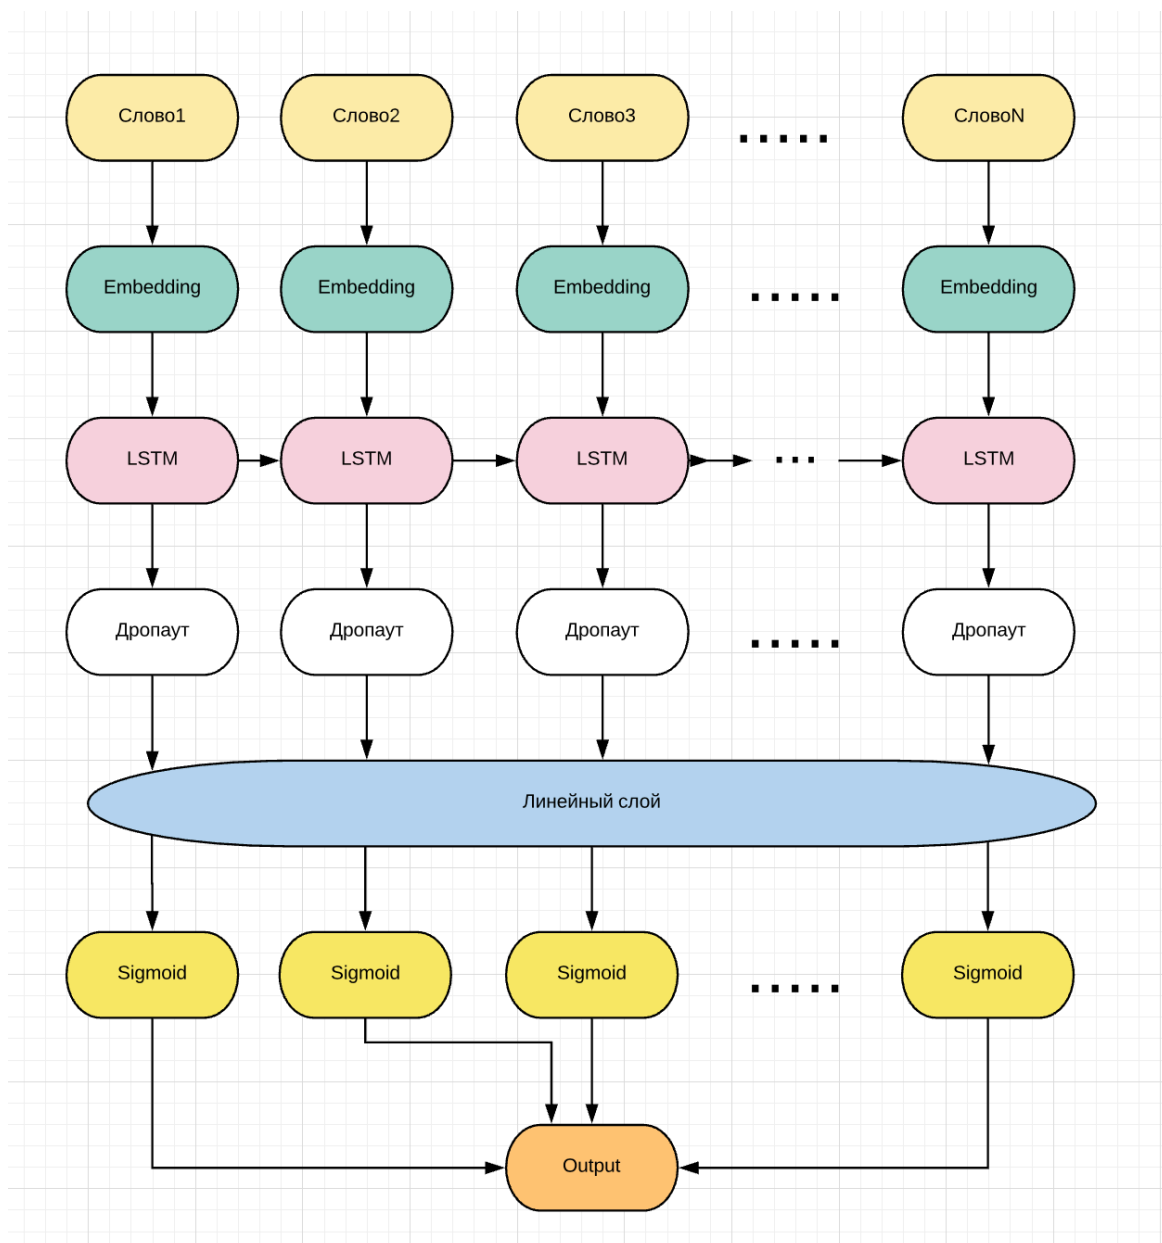 Слово1
Слово2
Слово3
.....
СловоN
Embedding
Embedding
Embedding
.....
Embedding
LSTM
LSTM
LSTM
...
LSTM
Дропаут
Дропаут
Дропаут
.....
Дропаут
Линейный слой
Sigmoid
Sigmoid
Sigmoid
.....
Sigmoid
Output